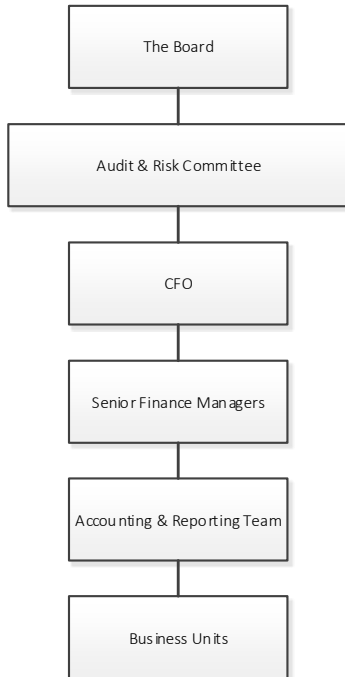 The Board
Audit & Risk Committee
CFO
Senior Finance Managers
Accounting & Reporting Team
Business Units